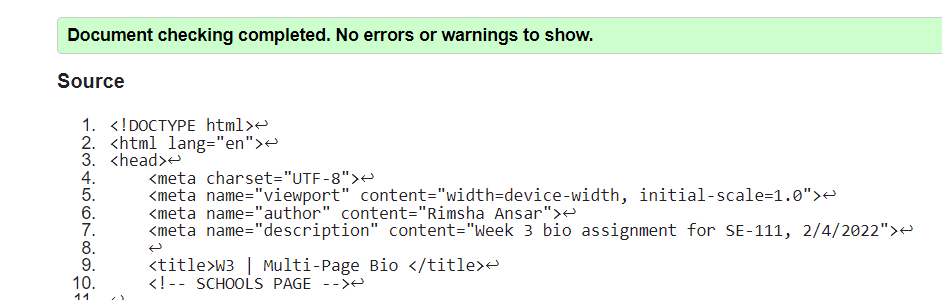 Document checking completed. No errors or warnings to show.
Source
1. <!DOCTYPE html>↩
2. <html lang="en">↩
3. <head>↩
4. <meta charset="UTF-8">↩
5. <meta name="viewport" content="width=device-width, initial-scale=1.0">↩
6. <meta name="author" content="Rimsha Ansar">↩
7. <meta name="description" content="Week 3 bio assignment for SE-111, 2/4/2022">↩
8. ↩
9. <title>W3 | Multi-Page Bio </title>↩
10. <!-- SCHOOLS PAGE -->↩
11.